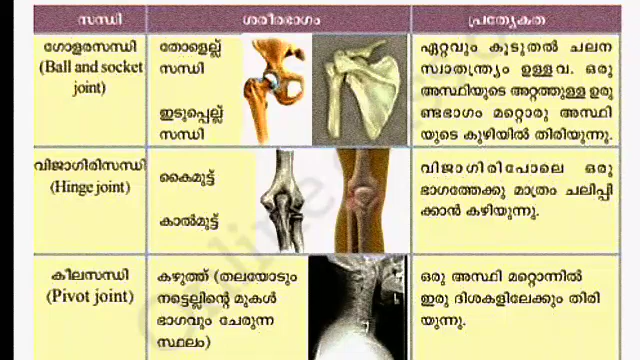 സന്ധി
ശരീരഭാഗം
പ്രത്യേകത
ഗോളരസന്ധി
(Ball and socket
joint)
തോളെല്ല്
സന്ധി
ഇടുപ്പെല്ല്
സന്ധി
ഏറ്റവും കൂടുതൽ ചലന
സ്വാതന്ത്ര്യം ഉള്ളവ. ഒരു
അസ്ഥിയുടെ അറ്റത്തുള്ള ഉരു
ണ്ടഭാഗം മറ്റൊരു അസ്ഥി
യുടെ കുഴിയിൽ തിരിയുന്നു.
വിജാഗിരിസന്ധി
(Hinge joint)
കൈമുട്ട്
കാൽമുട്ട്
വിജാഗിരിപോലെ ഒരു
ഭാഗത്തേക്കു മാത്രം ചലിപ്പി
ക്കാൻ കഴിയുന്നു.
കീലസന്ധി
(Pivot joint)
കഴുത്ത് (തലയോടും
നട്ടെല്ലിന്റെ മുകൾ
ഭാഗവും ചേരുന്ന
സ്ഥലം)
ഒരു അസ്ഥി മറ്റൊന്നിൽ
ഇരു ദിശകളിലേക്കും തിരി
യുന്നു.